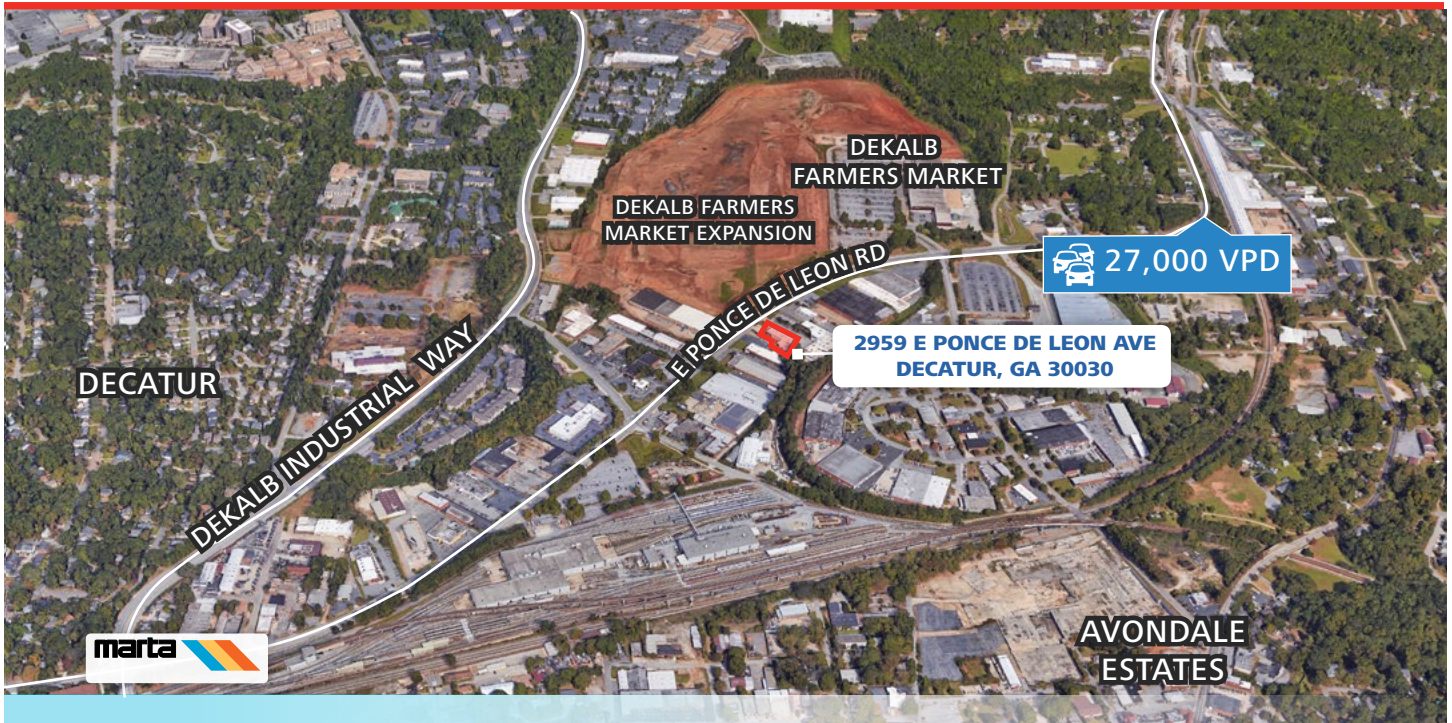 DEKALB
FARMERS MARKET
DEKALB FARMERS
MARKET EXPANSION
E PONCE DE LEON RD
27,000 VPD
2959 E PONCE DE LEON AVE
DECATUR, GA 30030
DECATUR
DEKALB INDUSTRIAL WAY
marta
AVONDALE
ESTATES